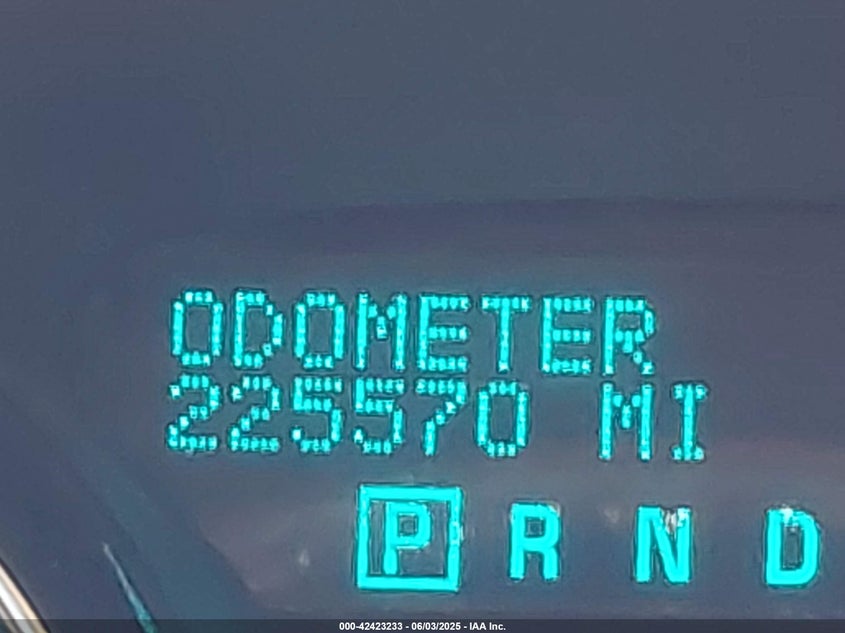 ODOMETER
225570 MI
P R N D
000-42423233 - 06/03/2025 - IAA Inc.